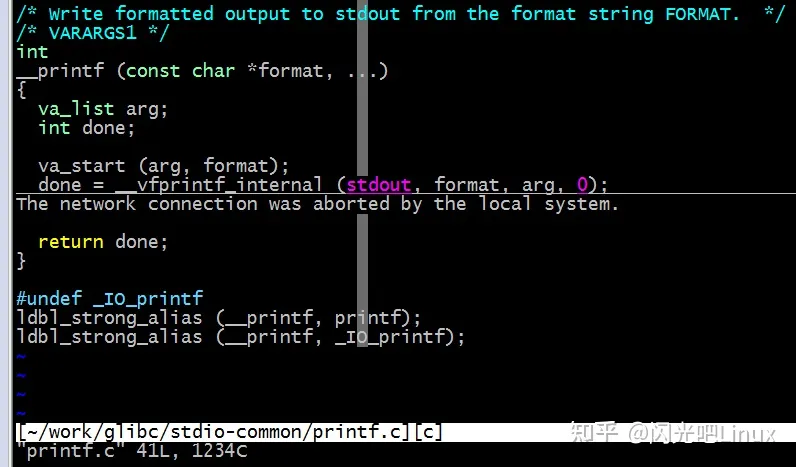 /* Write formatted output to stdout from the format string FORMAT.  */
/* VARARGS1 */
int
__printf (const char *format, ...)
{
  va_list arg;
  int done;

  va_start (arg, format);
  done = __vfprintf_internal (stdout, format, arg, 0);
The network connection was aborted by the local system.

  return done;
}

#undef _IO_printf
ldbl_strong_alias (__printf, printf);
ldbl_strong_alias (__printf, _IO_printf);
~
~
~
~
[~/work/glibc/stdio-common/printf.c][c]
知乎 @闪光吧Linux
"printf.c" 41L, 1234C